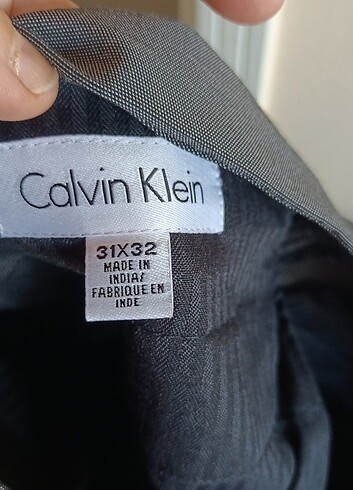 Calvin Klein
31X32
MADE IN
INDIA/
FABRIQUE EN
INDE